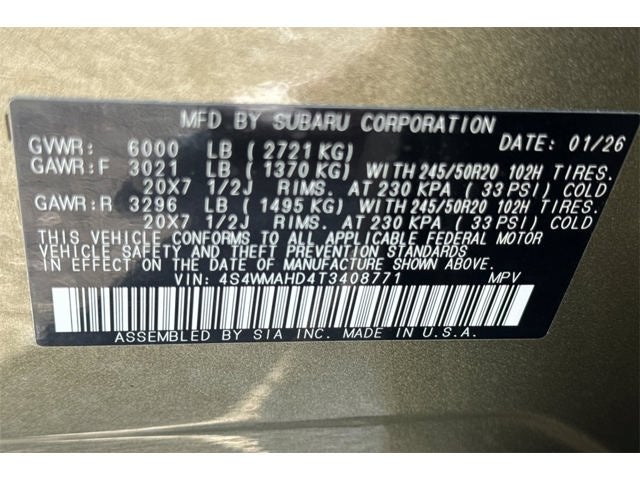 MFD BY SUBARU CORPORATION
GVWR: 6000 LB (2721 KG) DATE: 01/26
GAWR:F 3021 LB (1370 KG) WITH 245/50R20 102H TIRES.
20X7 1/2J RIMS. AT 230 KPA (33 PSI) COLD
GAWR:R 3296 LB (1495 KG) WITH 245/50R20 102H TIRES.
20X7 1/2J RIMS. AT 230 KPA (33 PSI) COLD
THIS VEHICLE CONFORMS TO ALL APPLICABLE FEDERAL MOTOR
VEHICLE SAFETY AND THEFT PREVENTION STANDARDS
IN EFFECT ON THE DATE OF MANUFACTURE SHOWN ABOVE.
VIN: 4S4WMAHD4T3408771 MPV
ASSEMBLED BY SIA INC. MADE IN U.S.A.